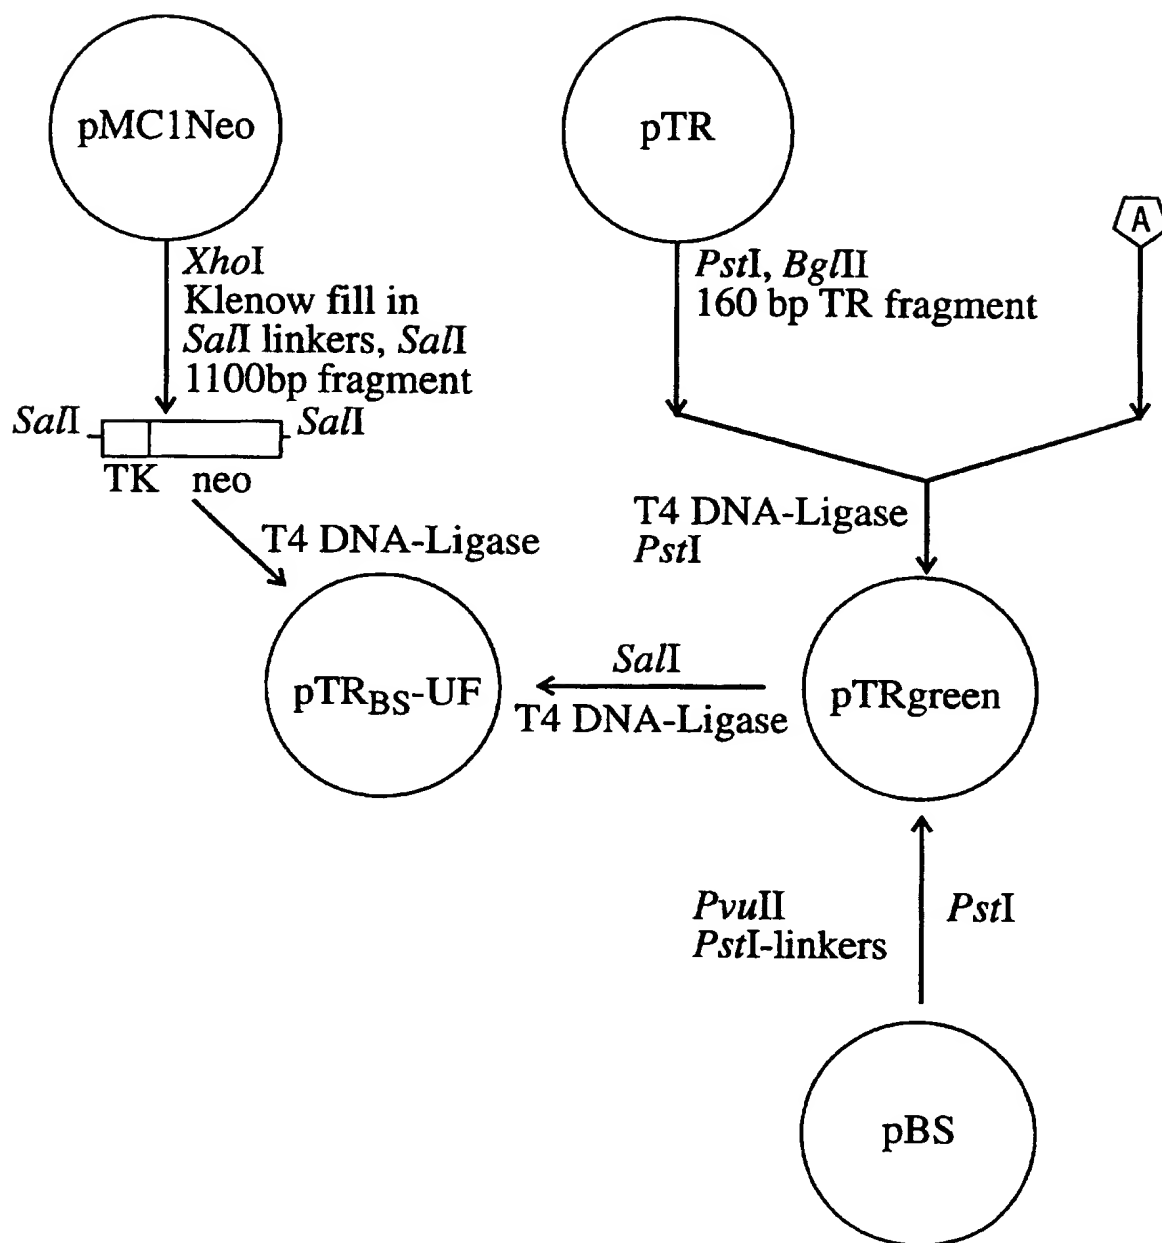 pMC1Neo
XhoI
Klenow fill in
SalI linkers, SalI
1100bp fragment
SalI
SalI
TK neo
T4 DNA-Ligase
pTR
PstI, BglII
160 bp TR fragment
A
T4 DNA-Ligase
PstI
pTRBS-UF
SalI
T4 DNA-Ligase
pTRgreen
PvuII
PstI-linkers
PstI
pBS